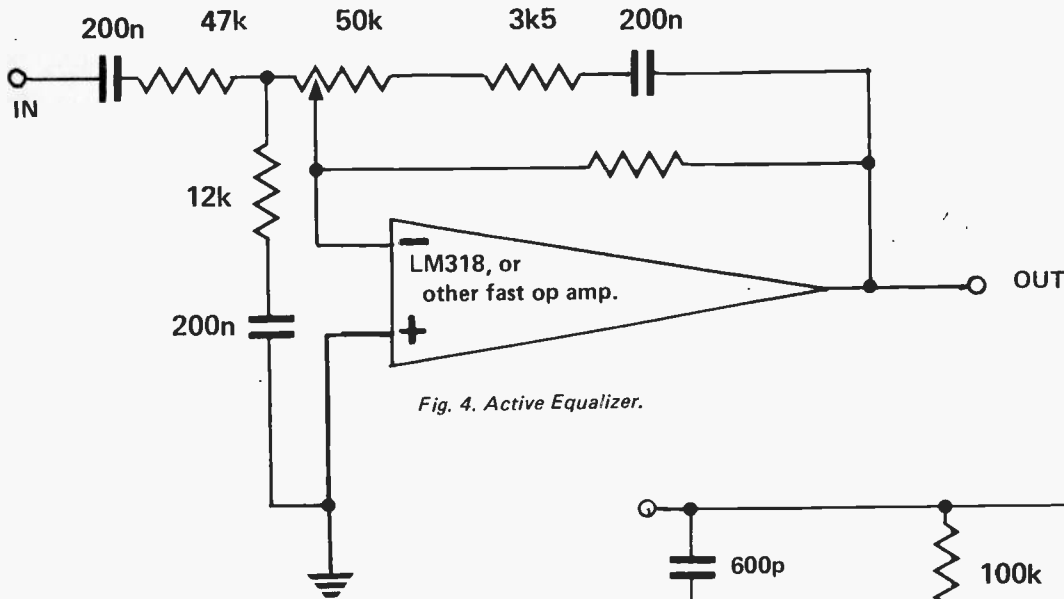 200n 47k 50k 3k5 200n
IN
12k
LM318, or
other fast op amp.
OUT
200n
Fig. 4. Active Equalizer.
600p
100k